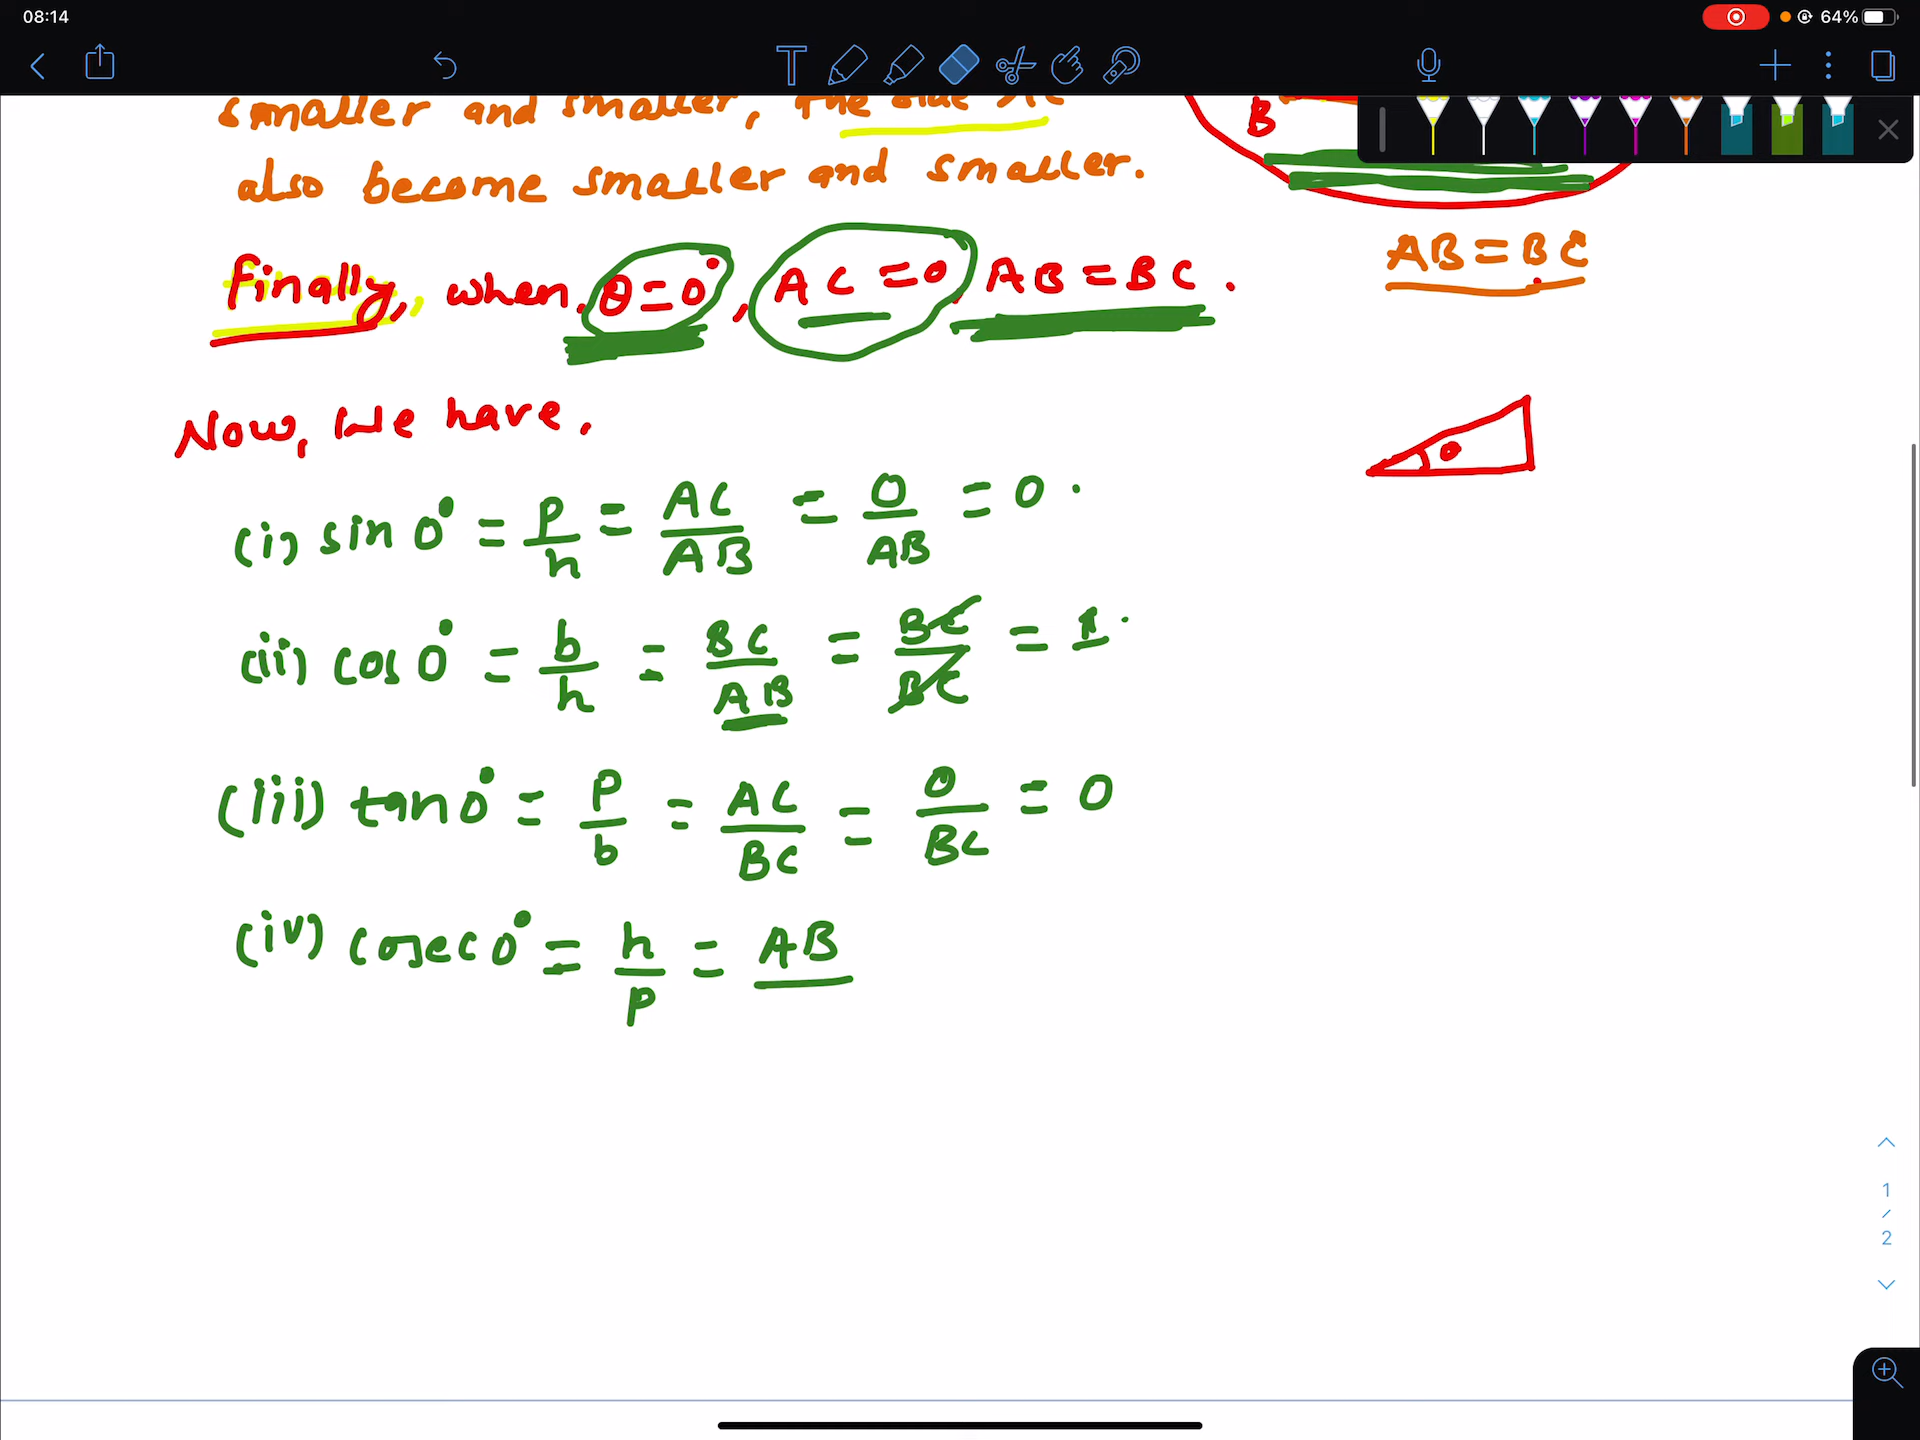 08:14
64%
smaller and smaller, the side AC
B
also become smaller and smaller.
AB = BC
Finally, when, θ = 0°, AC = 0, AB = BC.
Now, we have,
θ
(i) sin 0° = p/h = AC/AB = 0/AB = 0.
(ii) cos 0° = b/h = BC/AB = BC/BC = 1.
(iii) tan 0° = p/b = AC/BC = 0/BC = 0
(iv) cosec 0° = h/p = AB
1
/
2